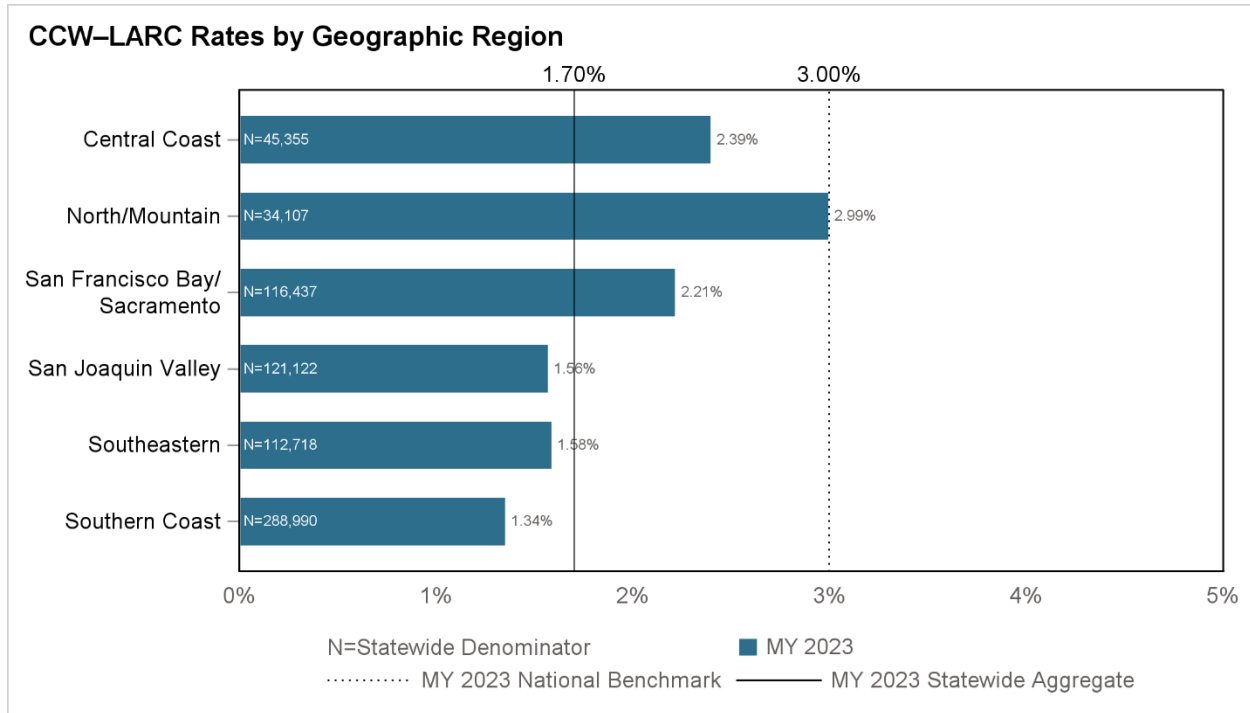 CCW–LARC Rates by Geographic Region
1.70% 3.00%
Central Coast N=45,355 2.39%
North/Mountain N=34,107 2.99%
San Francisco Bay/
Sacramento N=116,437 2.21%
San Joaquin Valley N=121,122 1.56%
Southeastern N=112,718 1.58%
Southern Coast N=288,990 1.34%
0% 1% 2% 3% 4% 5%
N=Statewide Denominator MY 2023
MY 2023 National Benchmark MY 2023 Statewide Aggregate